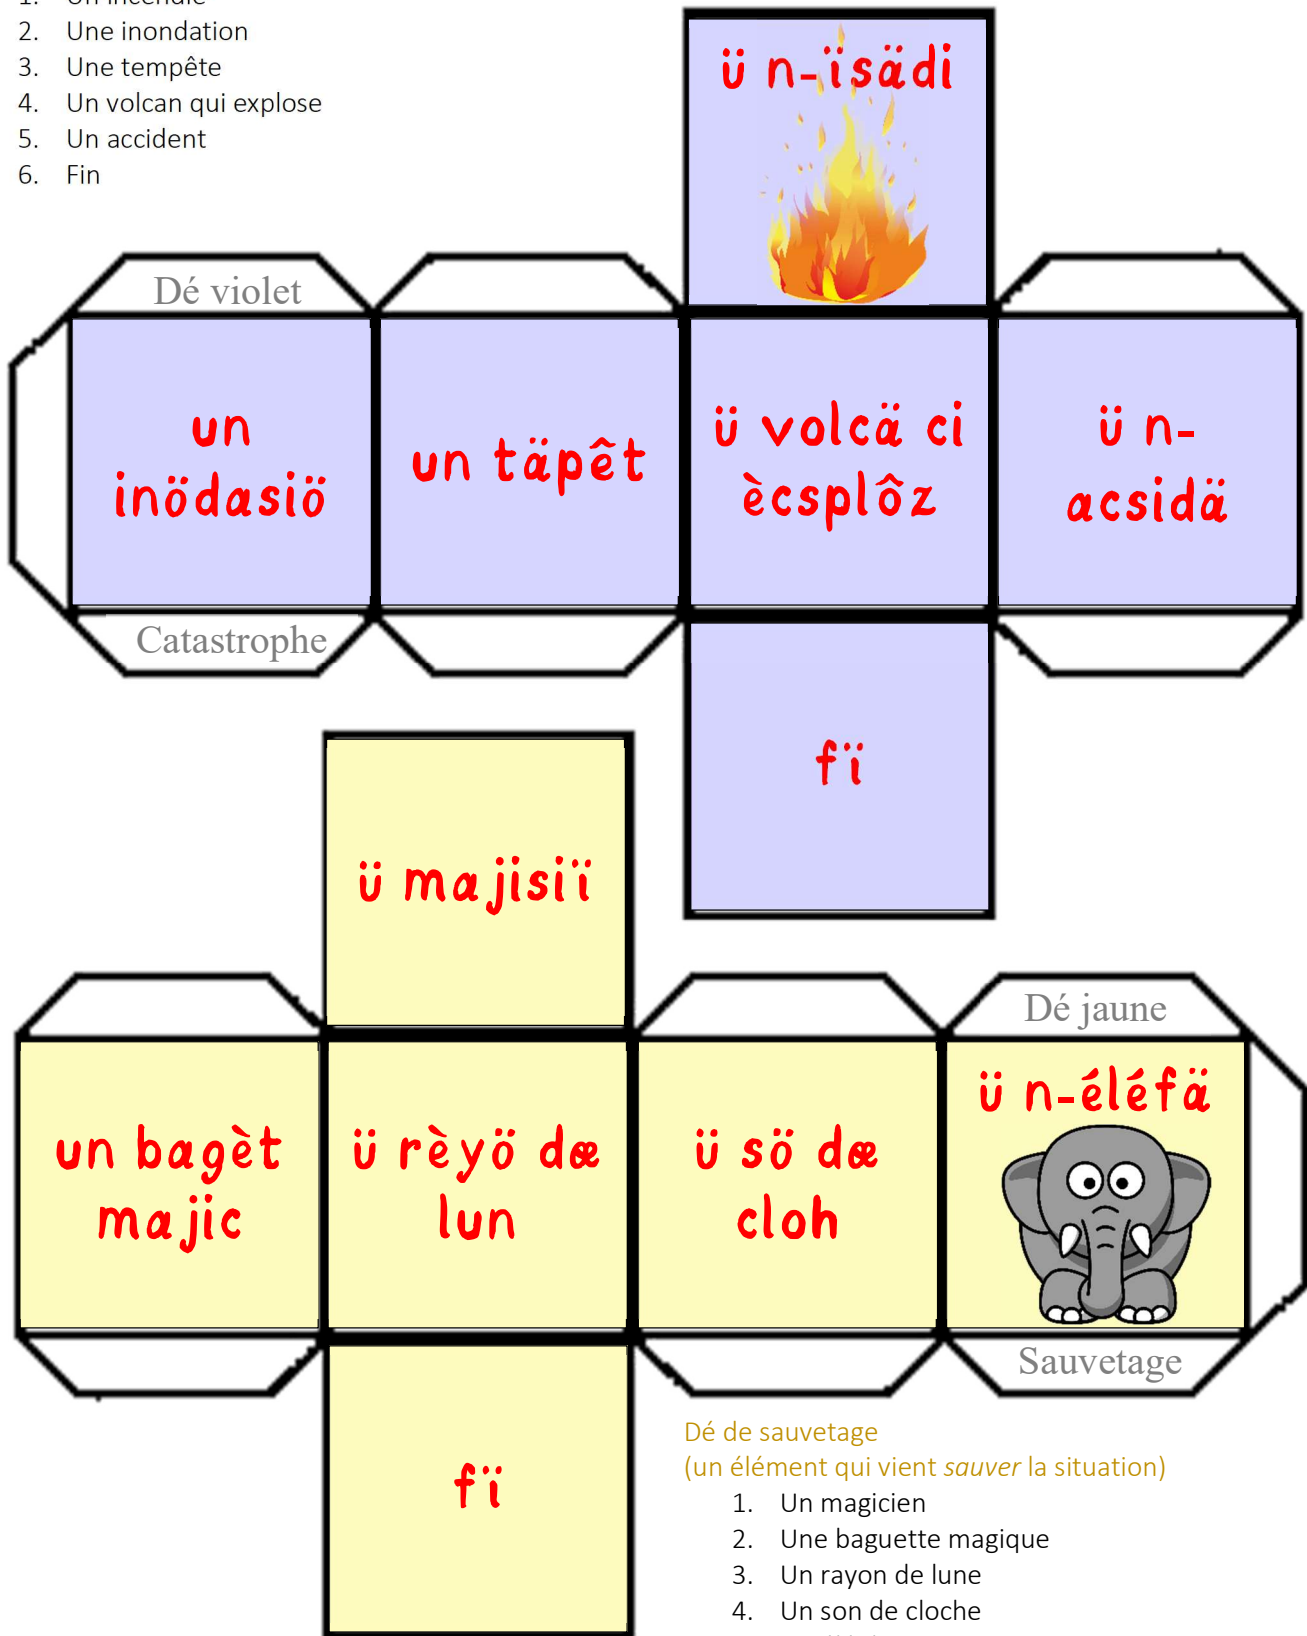 1. Un incendie
2. Une inondation
3. Une tempête
4. Un volcan qui explose
5. Un accident
6. Fin
ü n-ïsädi
Dé violet
un
inödasiö
un täpêt
ü volcä ci
ècsplôz
ü n-
acsidä
Catastrophe
fï
ü majisiï
Dé jaune
un bagèt
majic
ü rèyö dœ
lun
ü sö dœ
cloh
ü n-éléfä
Sauvetage
fï
Dé de sauvetage
(un élément qui vient sauver la situation)
1. Un magicien
2. Une baguette magique
3. Un rayon de lune
4. Un son de cloche